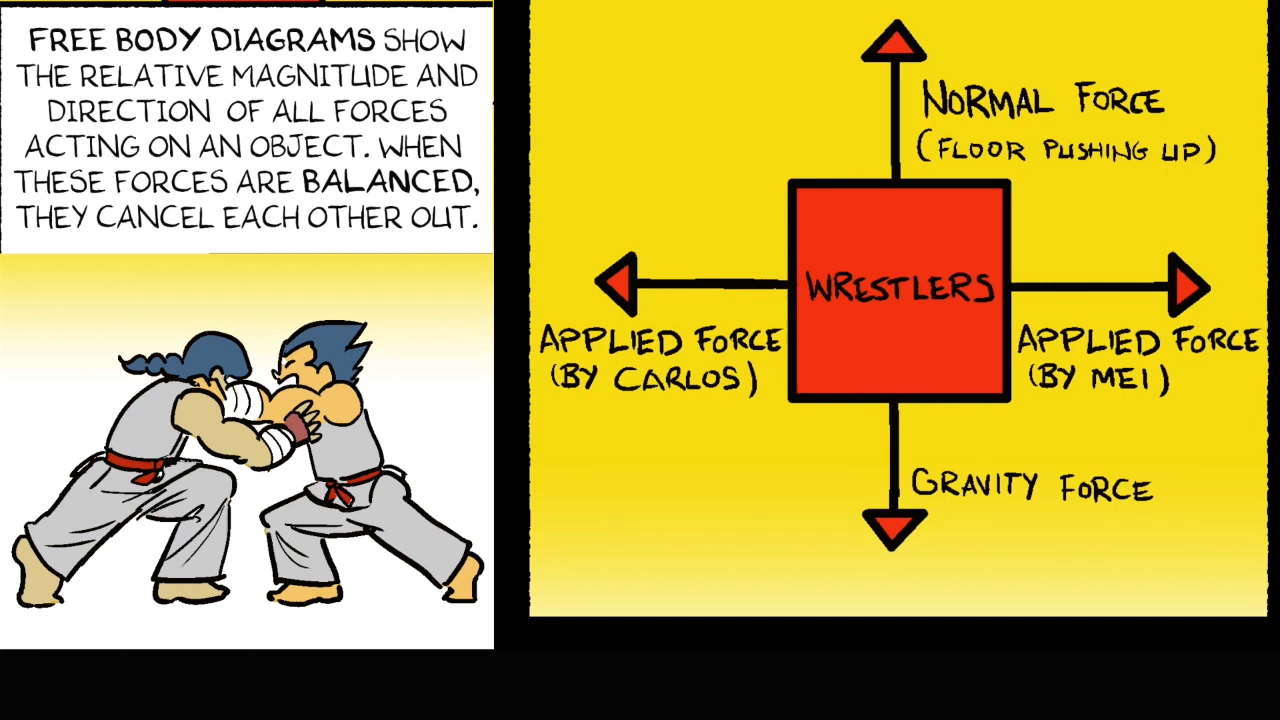 FREE BODY DIAGRAMS SHOW
THE RELATIVE MAGNITUDE AND
DIRECTION OF ALL FORCES
ACTING ON AN OBJECT. WHEN
THESE FORCES ARE BALANCED,
THEY CANCEL EACH OTHER OUT.
NORMAL FORCE
(FLOOR PUSHING UP)
WRESTLERS
APPLIED FORCE
(BY CARLOS)
APPLIED FORCE
(BY MEI)
GRAVITY FORCE